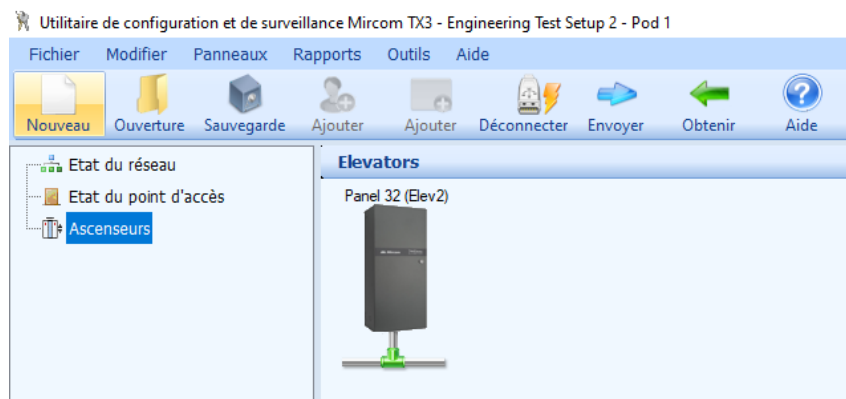 Utilitaire de configuration et de surveillance Mircom TX3 - Engineering Test Setup 2 - Pod 1
Fichier Modifier Panneaux Rapports Outils Aide
Nouveau Ouverture Sauvegarde Ajouter Ajouter Déconnecter Envoyer Obtenir Aide
Etat du réseau
Etat du point d'accès
Ascenseurs
Elevators
Panel 32 (Elev2)